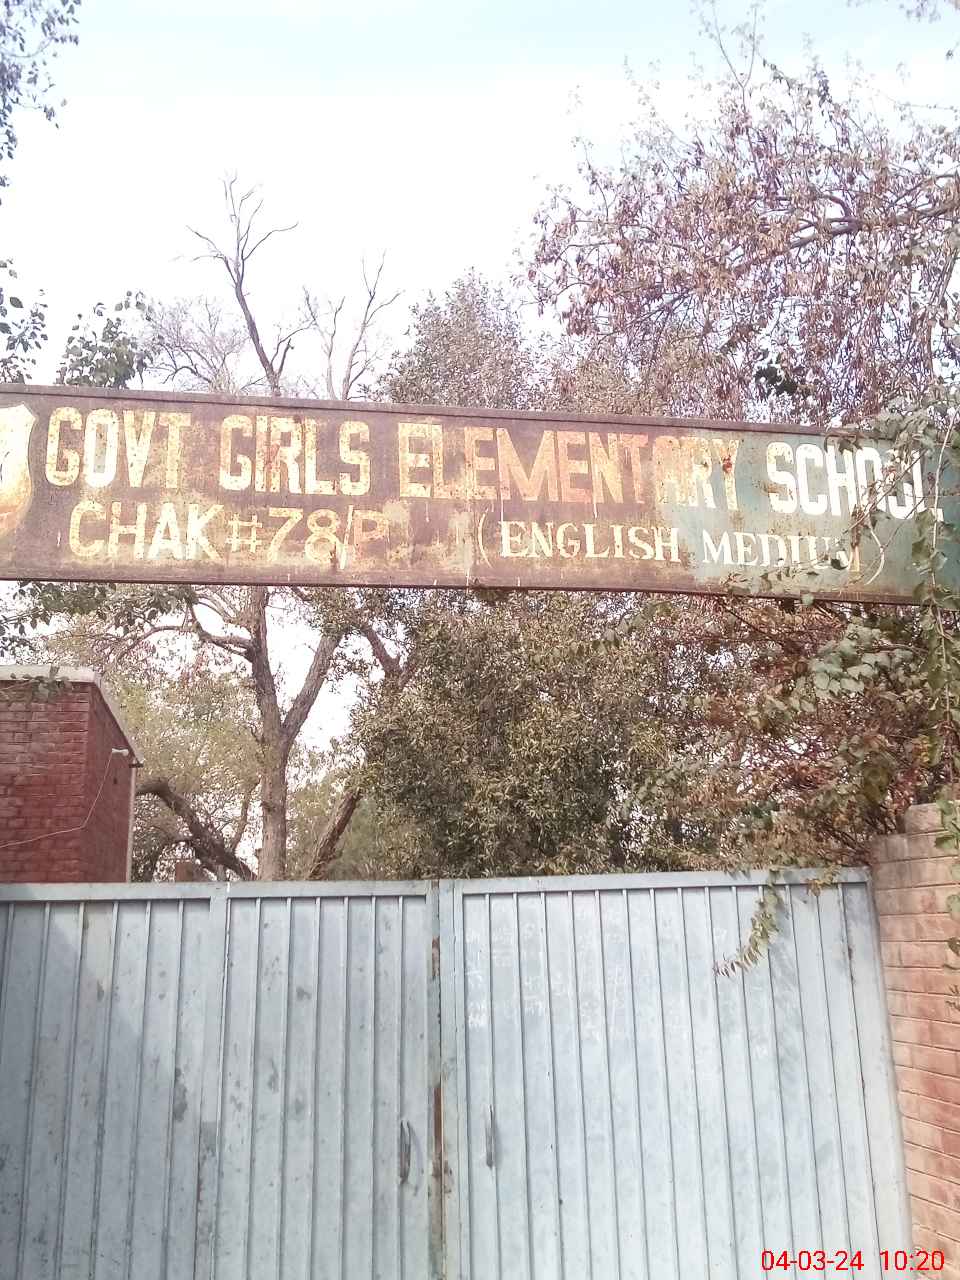 GOVT GIRLS ELEMENTARY SCHOOL
CHAK #78/P (ENGLISH MEDIUM)
04-03-24 10:20